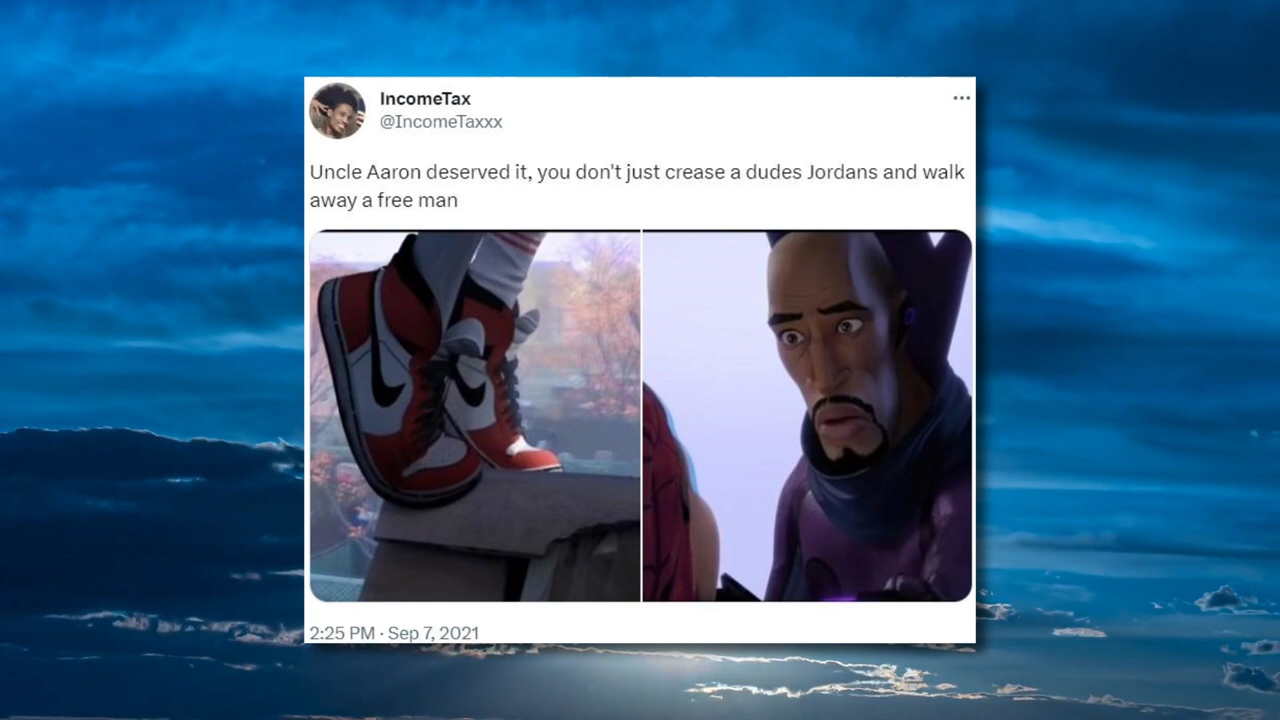 IncomeTax
@IncomeTaxxx
Uncle Aaron deserved it, you don't just crease a dudes Jordans and walk
away a free man
2:25 PM · Sep 7, 2021